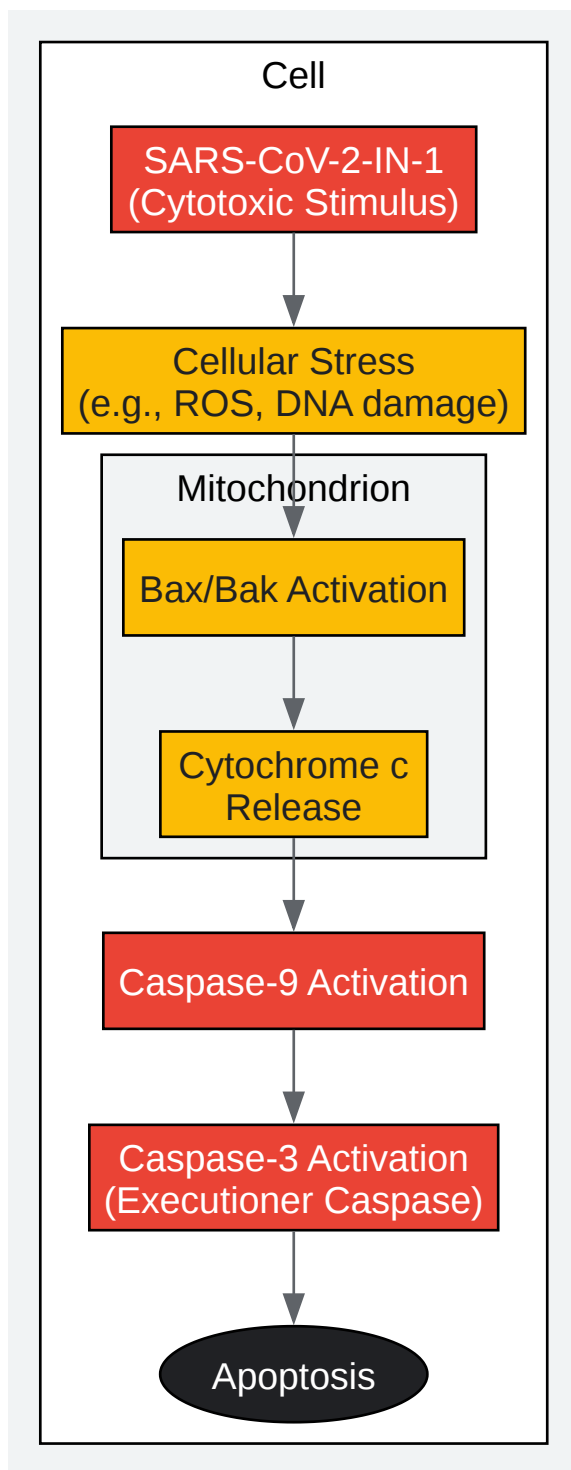 Cell
SARS-CoV-2-IN-1
(Cytotoxic Stimulus)
Cellular Stress
(e.g., ROS, DNA damage)
Mitochondrion
Bax/Bak Activation
Cytochrome c
Release
Caspase-9 Activation
Caspase-3 Activation
(Executioner Caspase)
Apoptosis